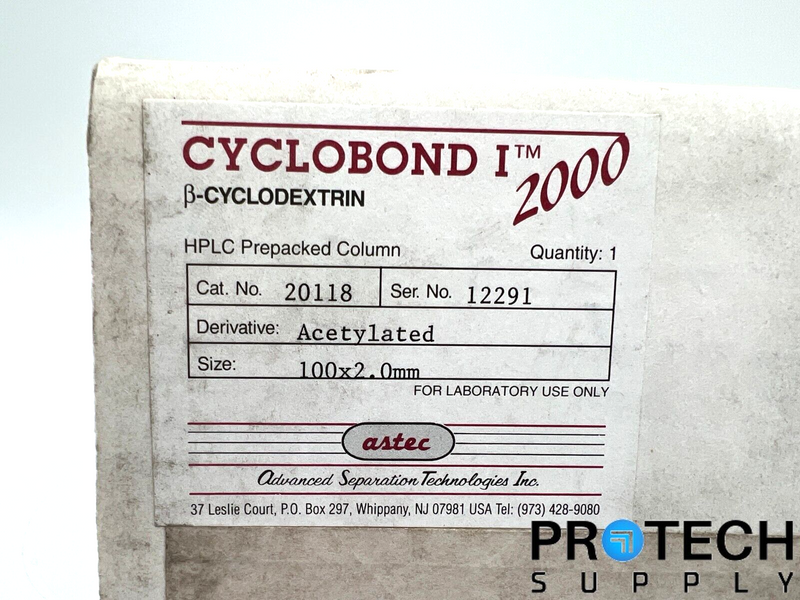 CYCLOBOND I™
2000
β-CYCLODEXTRIN
HPLC Prepacked Column Quantity: 1
Cat. No. 20118 Ser. No. 12291
Derivative: Acetylated
Size: 100x2.0mm
FOR LABORATORY USE ONLY
astec
Advanced Separation Technologies Inc.
37 Leslie Court, P.O. Box 297, Whippany, NJ 07981 USA Tel: (973) 428-9080
PROTECH
SUPPLY